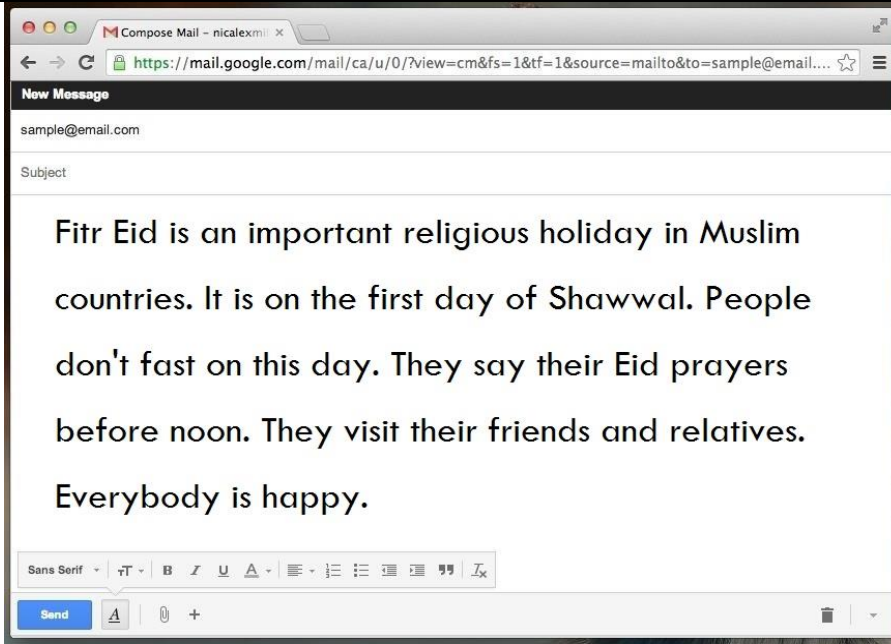 Compose Mail – nicalexmil
https://mail.google.com/mail/ca/u/0/?view=cm&fs=1&tf=1&source=mailto&to=sample@email....
New Message
sample@email.com
Subject
Fitr Eid is an important religious holiday in Muslim
countries. It is on the first day of Shawwal. People
don't fast on this day. They say their Eid prayers
before noon. They visit their friends and relatives.
Everybody is happy.
Sans Serif
Send